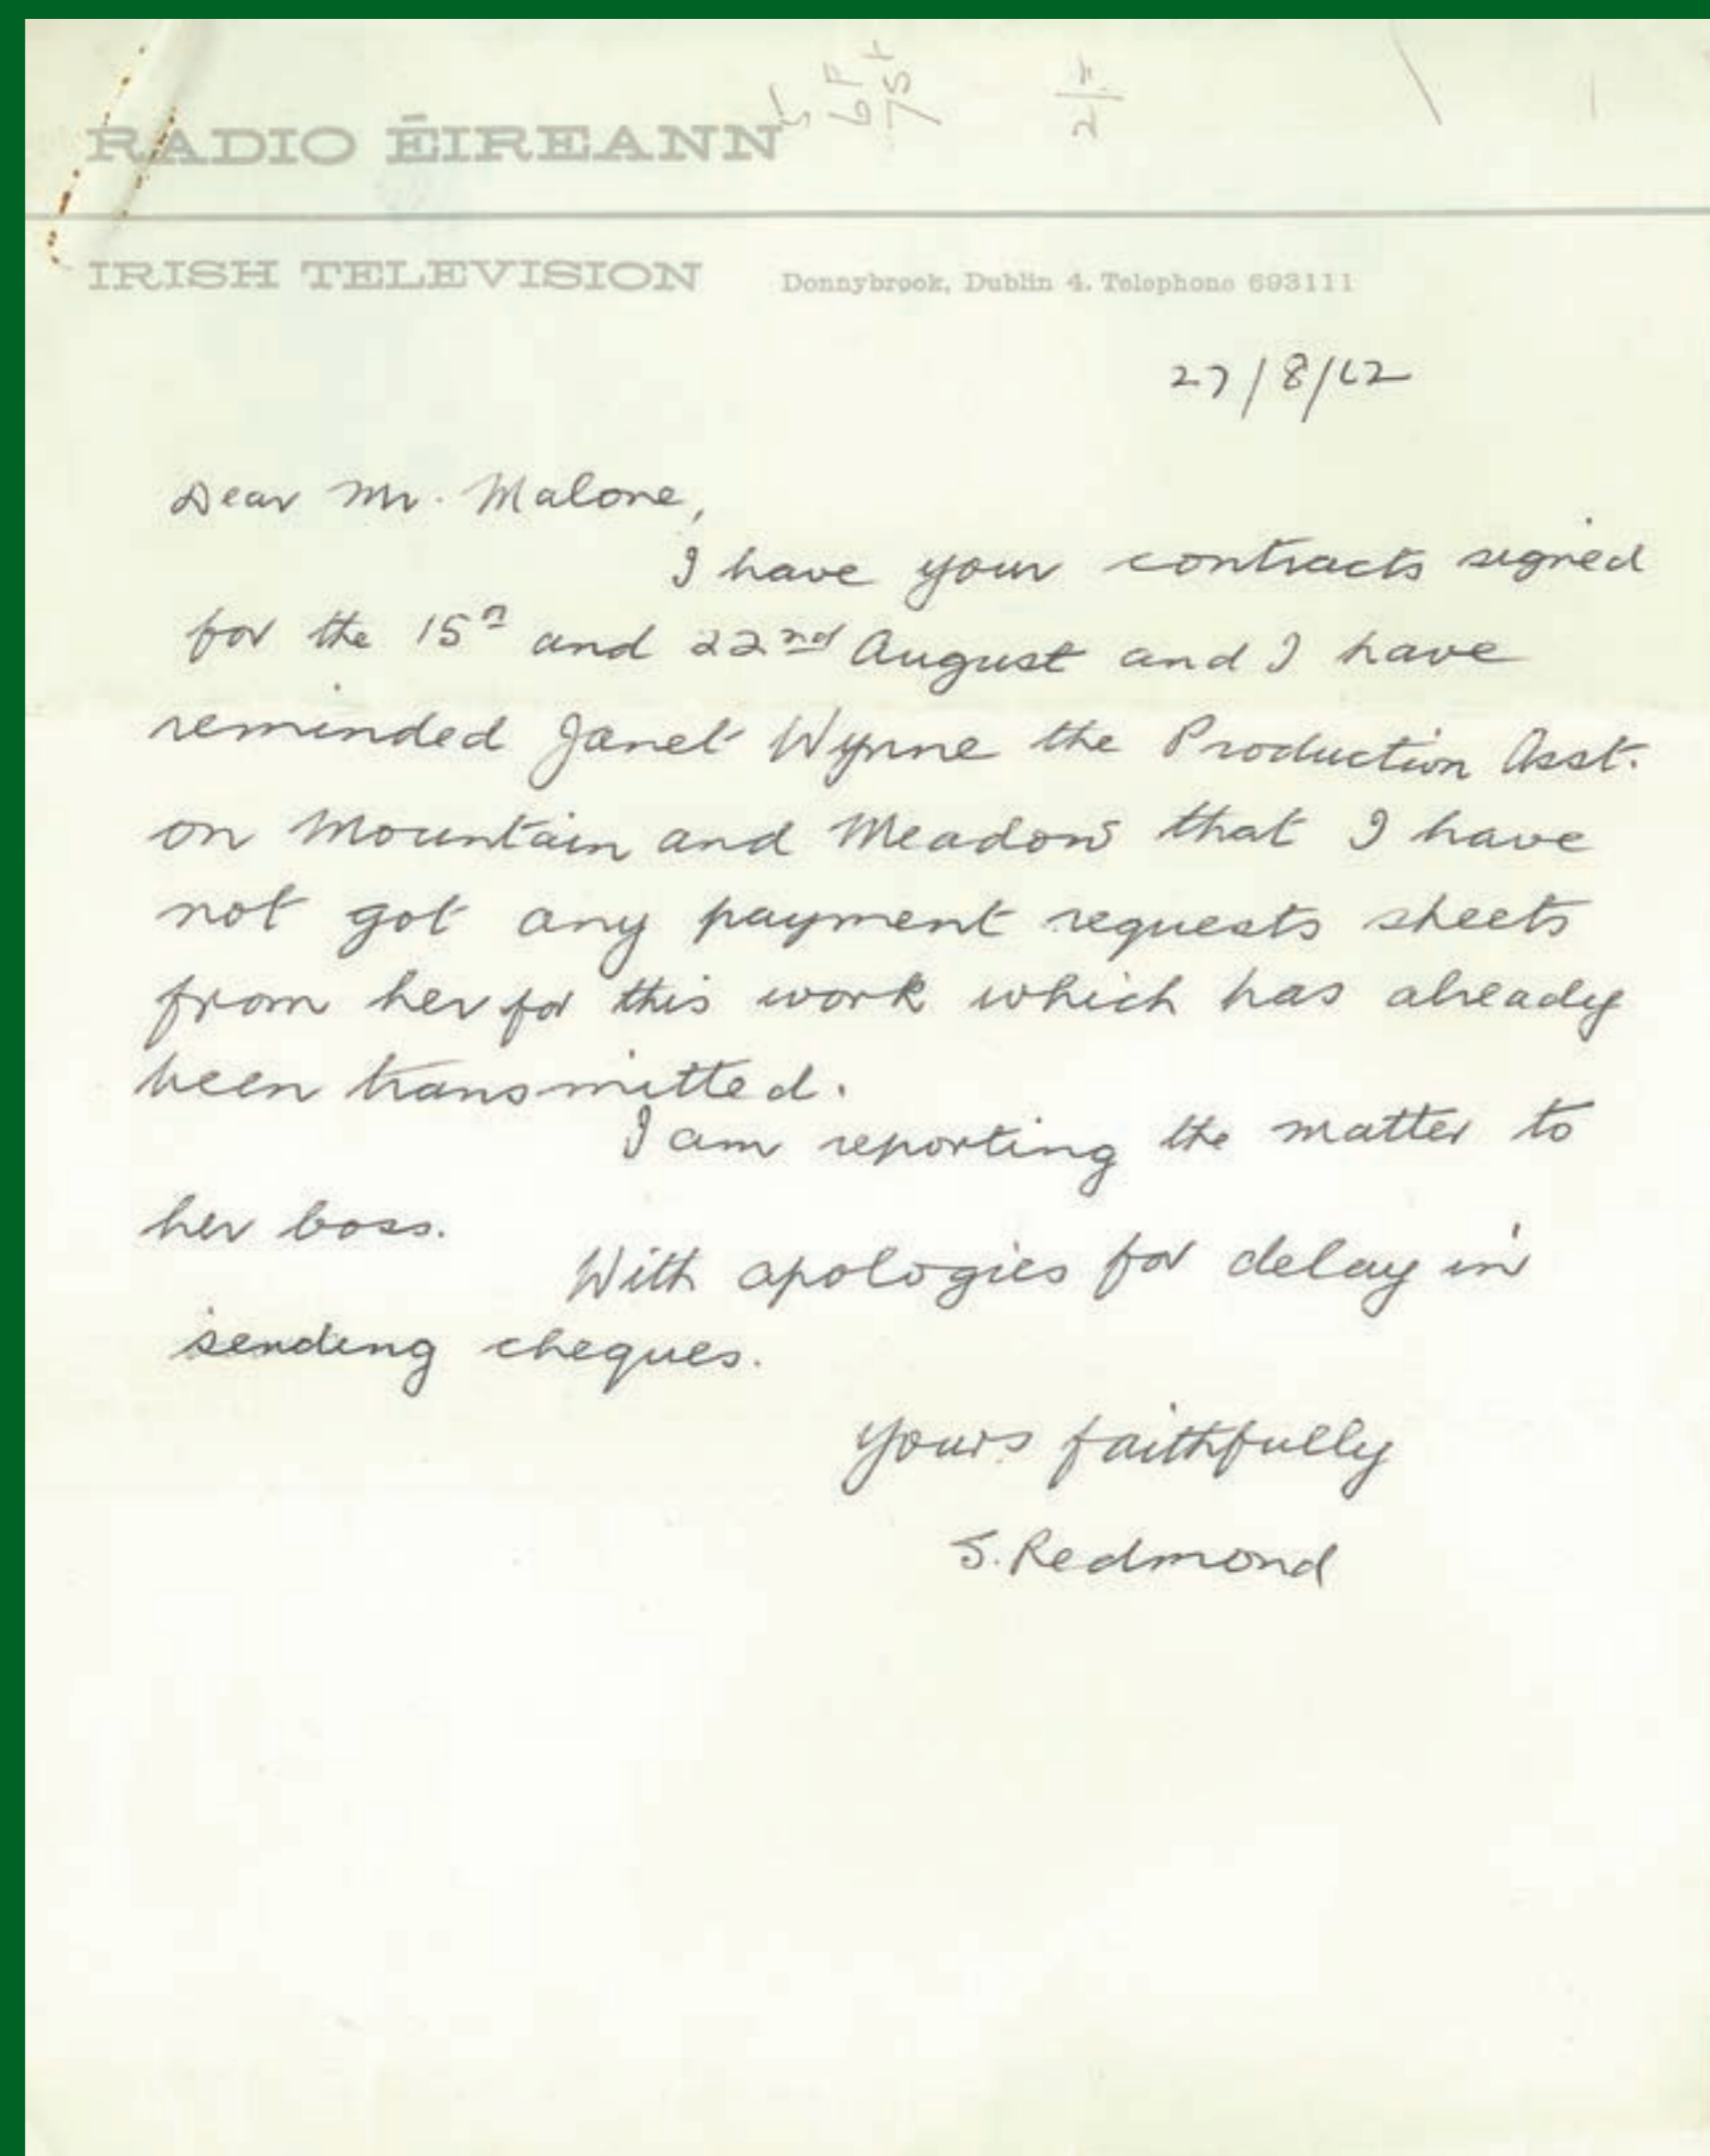 RADIO ÉIREANN
IRISH TELEVISION Donnybrook, Dublin 4. Telephone 693111
27/8/62
Dear Mr. Malone,
I have your contracts signed
for the 15th and 22nd August and I have
reminded Janet Wynne the Production Asst.
on Mountain and Meadow that I have
not got any payment requests sheets
from her for this work which has already
been transmitted.
I am reporting the matter to
her boss.
With apologies for delay in
sending cheques.
Yours faithfully
S. Redmond